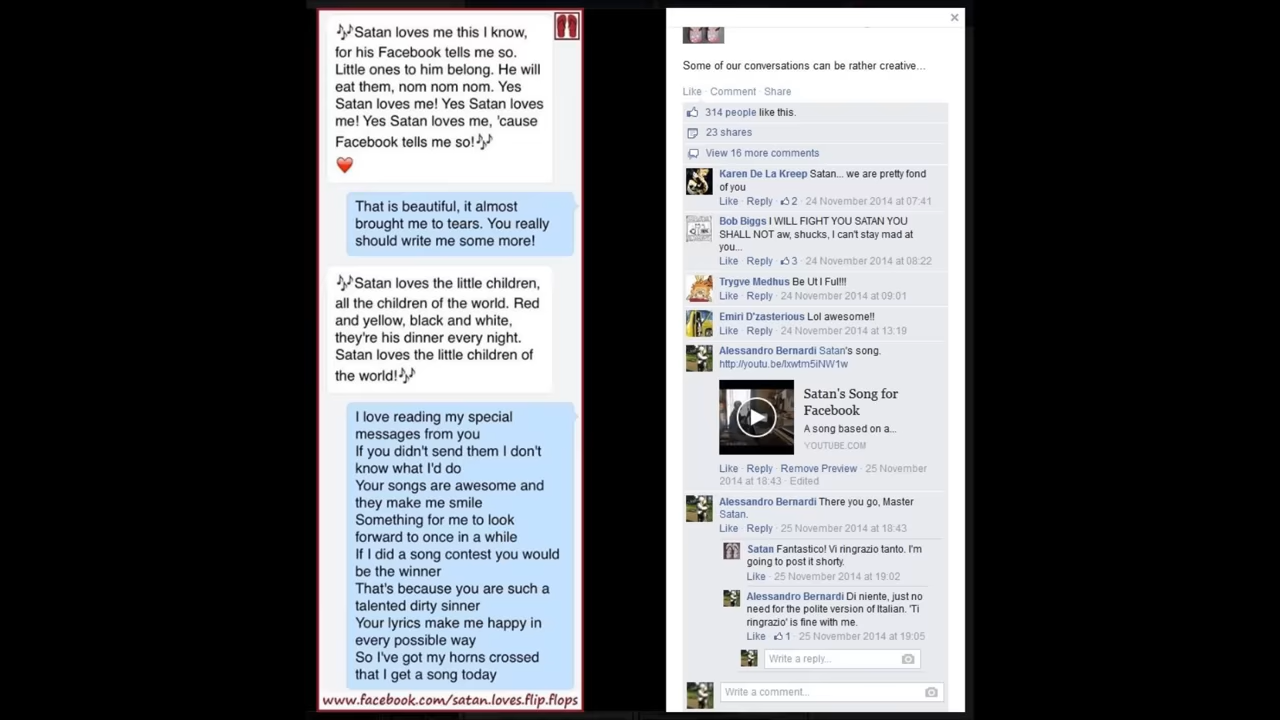 🎶Satan loves me this I know,
for his Facebook tells me so.
Little ones to him belong. He will
eat them, nom nom nom. Yes
Satan loves me! Yes Satan loves
me! Yes Satan loves me, 'cause
Facebook tells me so!🎶
❤️
That is beautiful, it almost
brought me to tears. You really
should write me some more!
🎶Satan loves the little children,
all the children of the world. Red
and yellow, black and white,
they're his dinner every night.
Satan loves the little children of
the world!🎶
I love reading my special
messages from you
If you didn't send them I don't
know what I'd do
Your songs are awesome and
they make me smile
Something for me to look
forward to once in a while
If I did a song contest you would
be the winner
That's because you are such a
talented dirty sinner
Your lyrics make me happy in
every possible way
So I've got my horns crossed
that I get a song today
www.facebook.com/satan.loves.flip.flops
Some of our conversations can be rather creative...
Like · Comment · Share
314 people like this.
23 shares
View 16 more comments
Karen De La Kreep Satan... we are pretty fond
of you
Like · Reply · 2 · 24 November 2014 at 07:41
Bob Biggs I WILL FIGHT YOU SATAN YOU
SHALL NOT aw, shucks, I can't stay mad at
you...
Like · Reply · 3 · 24 November 2014 at 08:22
Trygve Medhus Be Ut I Ful!!!
Like · Reply · 24 November 2014 at 09:01
Emiri D'zasterious Lol awesome!!
Like · Reply · 24 November 2014 at 13:19
Alessandro Bernardi Satan's song.
http://youtu.be/lxwtm5iNW1w
Satan's Song for
Facebook
A song based on a...
YOUTUBE.COM
Like · Reply · Remove Preview · 25 November
2014 at 18:43 · Edited
Alessandro Bernardi There you go, Master
Satan.
Like · Reply · 25 November 2014 at 18:43
Satan Fantastico! Vi ringrazio tanto. I'm
going to post it shorty.
Like · 25 November 2014 at 19:02
Alessandro Bernardi Di niente, just no
need for the polite version of Italian. 'Ti
ringrazio' is fine with me.
Like · 1 · 25 November 2014 at 19:05
Write a reply...
Write a comment...